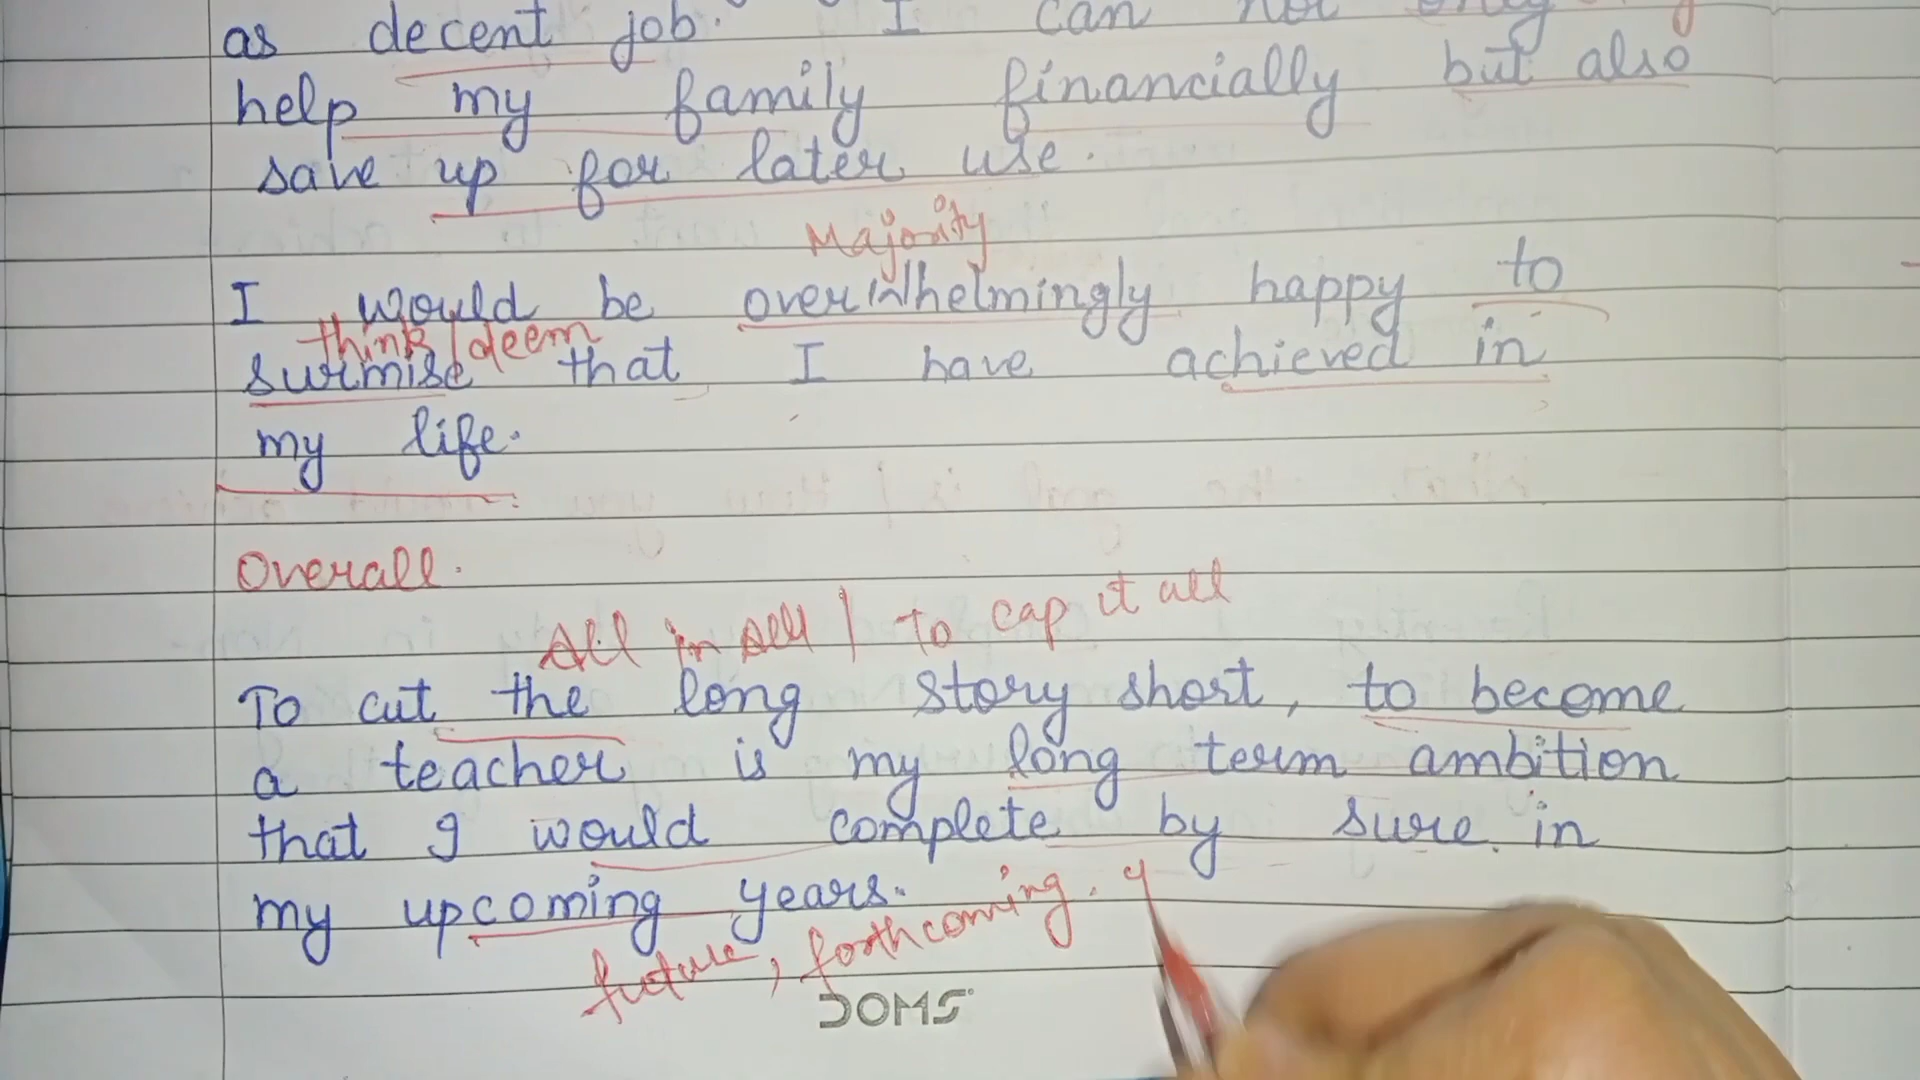 as decent job. I can not only
help my family financially but also
save up for later use.
Majority
I would be overwhelmingly happy to
think / deem
surmise that I have achieved in
my life.
Overall.
All in all / To cap it all
To cut the long story short, to become
a teacher is my long term ambition
that I would complete by sure in
my upcoming years.
future, forthcoming. y
DOMS